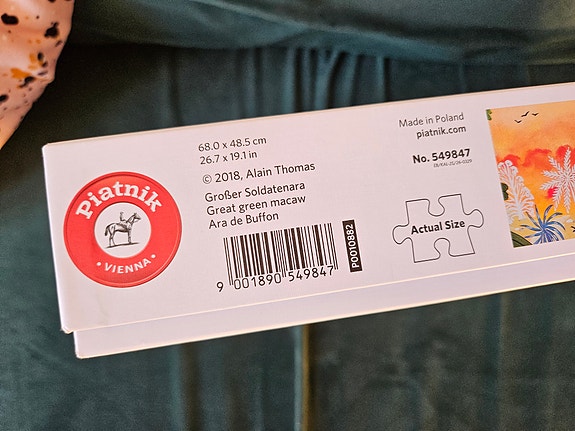 Piatnik
• VIENNA •
68.0 x 48.5 cm
26.7 x 19.1 in
© 2018, Alain Thomas
Großer Soldatenara
Great green macaw
Ara de Buffon
9 001890 549847
P0010882
Made in Poland
piatnik.com
No. 549847
Actual Size